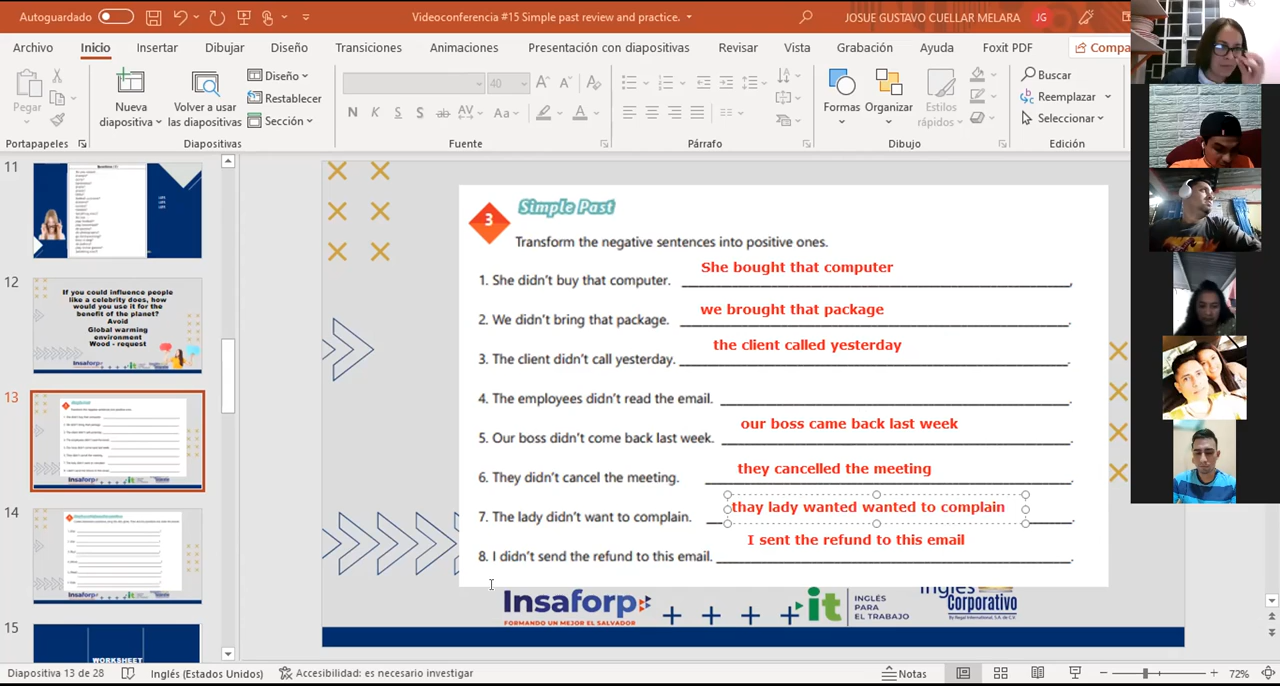 Autoguardado
Videoconferencia #15 Simple past review and practice.
JOSUE GUSTAVO CUELLAR MELARA
JG
Archivo
Inicio
Insertar
Dibujar
Diseño
Transiciones
Animaciones
Presentación con diapositivas
Revisar
Vista
Grabación
Ayuda
Foxit PDF
Compa
Pegar
Nueva
diapositiva
Volver a usar
las diapositivas
Diseño
Restablecer
Sección
40
N K S S ab AV Aa A
Formas
Organizar
Estilos
rápidos
Buscar
Reemplazar
Seleccionar
Portapapeles
Diapositivas
Fuente
Párrafo
Dibujo
Edición
11
12
If you could influence people
like a celebrity does, how
would you use it for the
benefit of the planet?
Avoid
Global warming
environment
Wood - request
13
14
15
WORKSHEET
3
Simple Past
Transform the negative sentences into positive ones.
1. She didn't buy that computer. She bought that computer
2. We didn't bring that package. we brought that package
3. The client didn't call yesterday. the client called yesterday
4. The employees didn't read the email.
5. Our boss didn't come back last week. our boss came back last week
6. They didn't cancel the meeting. they cancelled the meeting
7. The lady didn't want to complain. thay lady wanted wanted to complain
8. I didn't send the refund to this email. I sent the refund to this email
Insaforp
FORMANDO UN MEJOR EL SALVADOR
it
INGLÉS
PARA
EL TRABAJO
Inglés
Corporativo
By Regal International, S.A. de C.V.
Diapositiva 13 de 28
Inglés (Estados Unidos)
Accesibilidad: es necesario investigar
Notas
72%